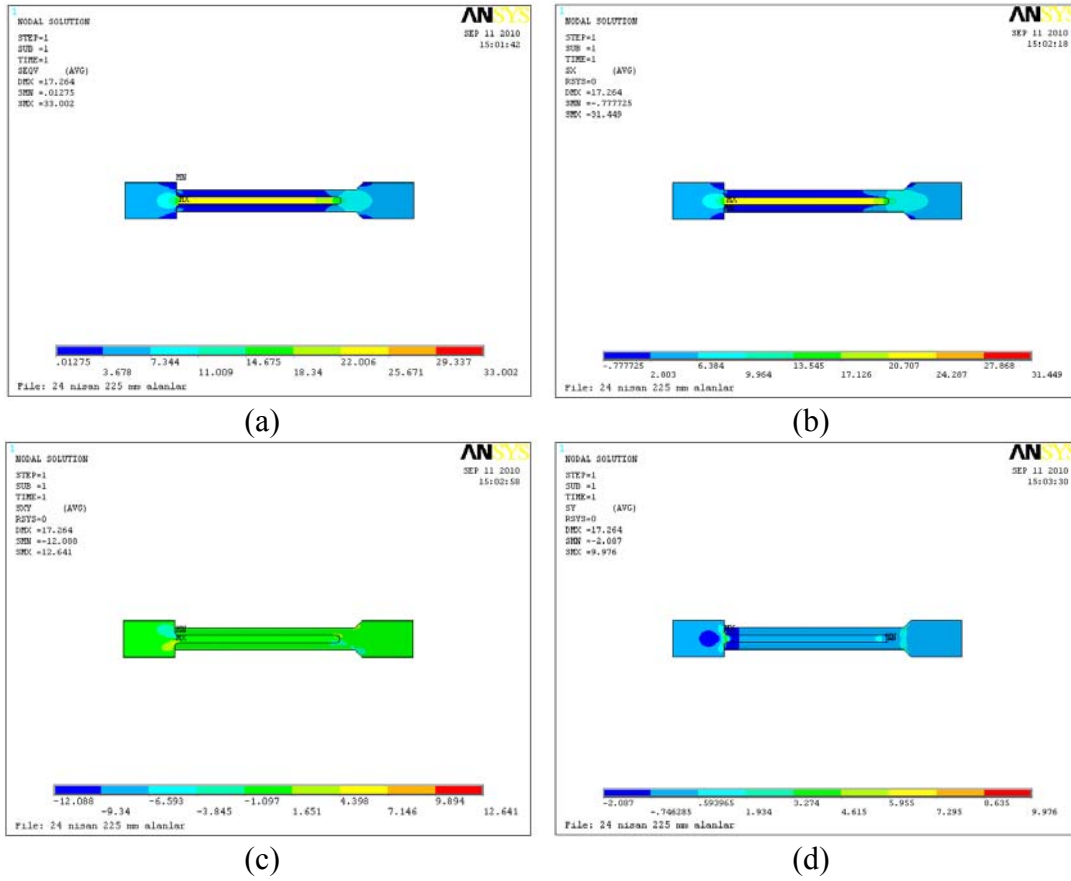 1
NODAL SOLUTION
STEP=1
SUB =1
TIME=1
SEQV (AVG)
DMX =17.264
SMN =.01275
SMX =33.002
ANSYS
SEP 11 2010
15:01:42
MN
MX
.01275 7.344 14.675 22.006 29.337
3.678 11.009 18.34 25.671 33.002
File: 24 nisan 225 mm alanlar
(a)
1
NODAL SOLUTION
STEP=1
SUB =1
TIME=1
SX (AVG)
RSYS=0
DMX =17.264
SMN =-.777725
SMX =31.449
ANSYS
SEP 11 2010
15:02:18
MX
-.777725 6.384 13.545 20.707 27.868
2.803 9.964 17.126 24.287 31.449
File: 24 nisan 225 mm alanlar
(b)
1
NODAL SOLUTION
STEP=1
SUB =1
TIME=1
SXY (AVG)
RSYS=0
DMX =17.264
SMN =-12.088
SMX =12.641
ANSYS
SEP 11 2010
15:02:58
MN
MX
-12.088 -6.593 -1.097 4.398 9.894
-9.34 -3.845 1.651 7.146 12.641
File: 24 nisan 225 mm alanlar
(c)
1
NODAL SOLUTION
STEP=1
SUB =1
TIME=1
SY (AVG)
RSYS=0
DMX =17.264
SMN =-2.087
SMX =9.976
ANSYS
SEP 11 2010
15:03:30
MX
MN
-2.087 .593965 3.274 5.955 8.635
-.746285 1.934 4.615 7.295 9.976
File: 24 nisan 225 mm alanlar
(d)